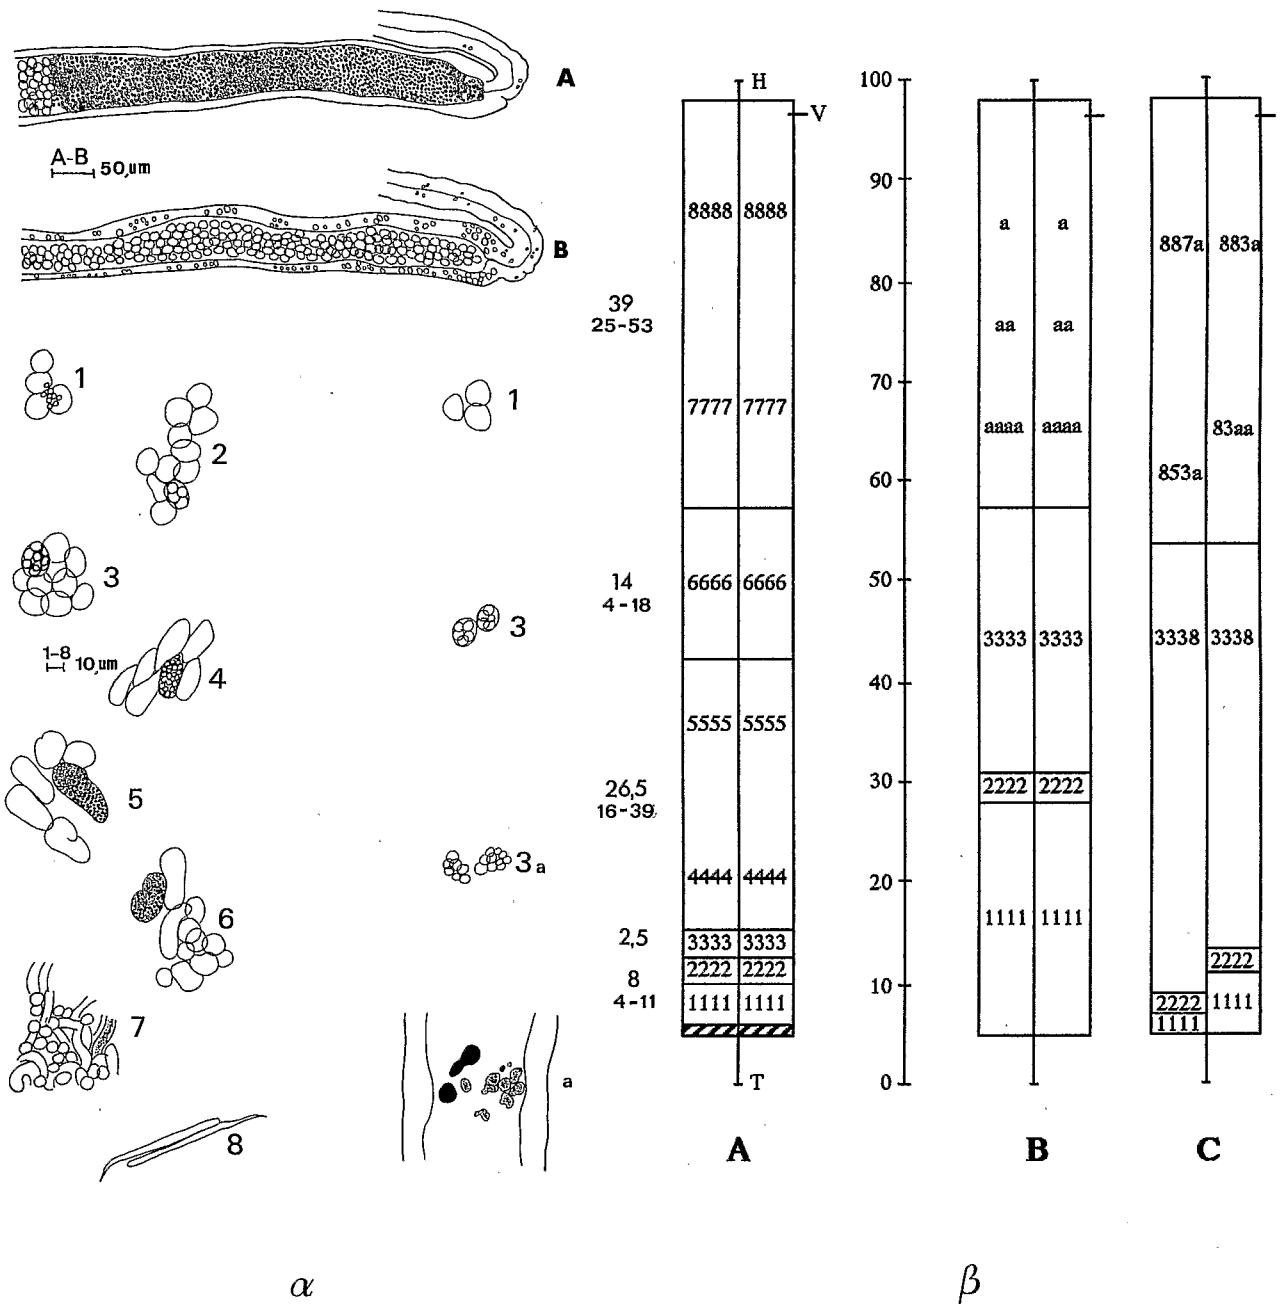 A
A-B 50 µm
B
1
1
2
3
3
1-8 10 µm
4
5
3a
6
7
a
8
α
H
V
8888 8888
39
25-53
7777 7777
14
4-18
6666 6666
5555 5555
26,5
16-39
4444 4444
2,5
3333 3333
2222 2222
8
4-11
1111 1111
T
A
100
90
80
70
60
50
40
30
20
10
0
a a
aa aa
aaaa aaaa
3333 3333
2222 2222
1111 1111
B
887a 883a
83aa
853a
3338 3338
2222
2222 1111
1111
C
β